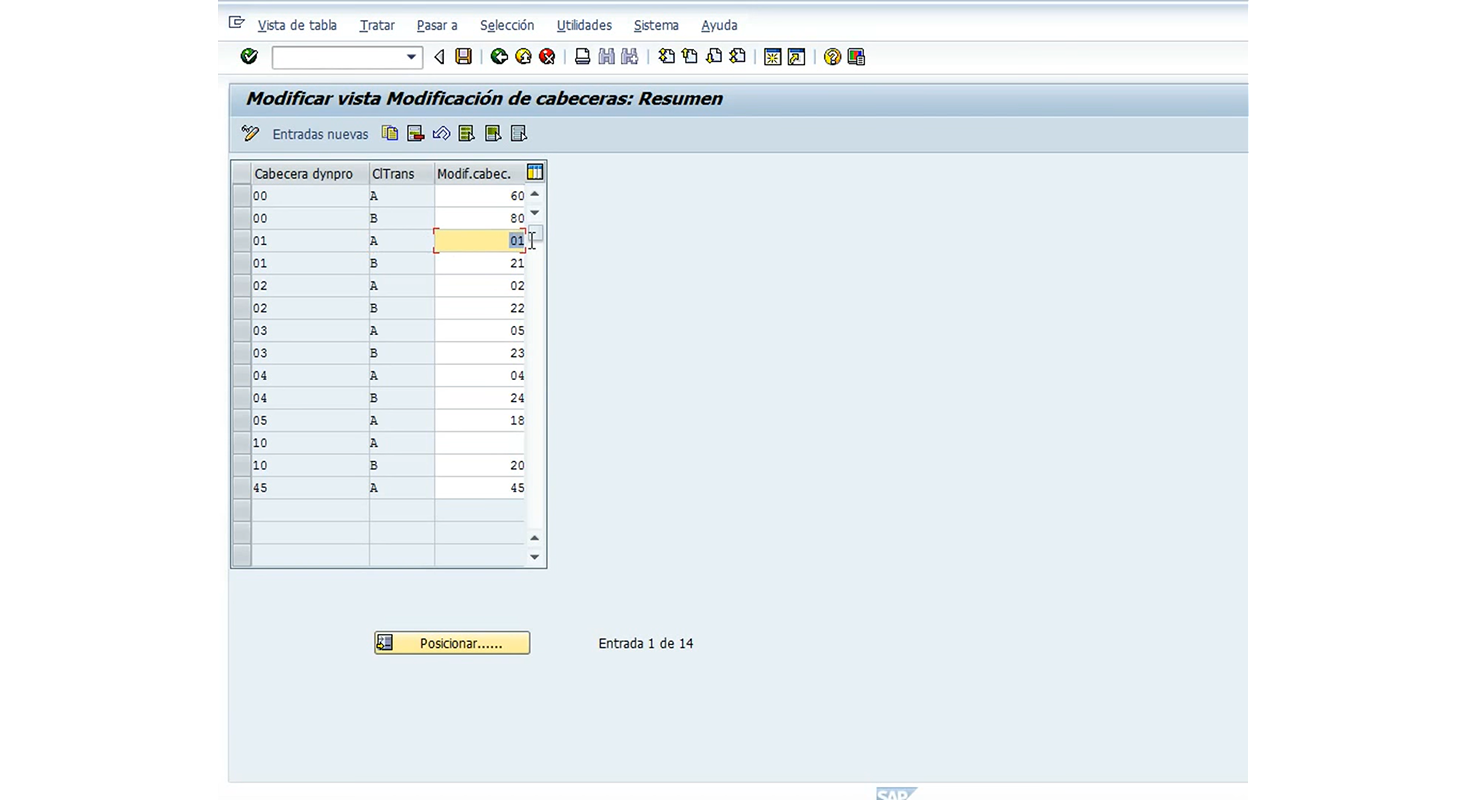 Vista de tabla Tratar Pasar a Selección Utilidades Sistema Ayuda
Modificar vista Modificación de cabeceras: Resumen
Entradas nuevas
Cabecera dynpro ClTrans Modif.cabec.
00 A 60
00 B 80
01 A 01
01 B 21
02 A 02
02 B 22
03 A 05
03 B 23
04 A 04
04 B 24
05 A 18
10 A
10 B 20
45 A 45
Posicionar...... Entrada 1 de 14
SAP